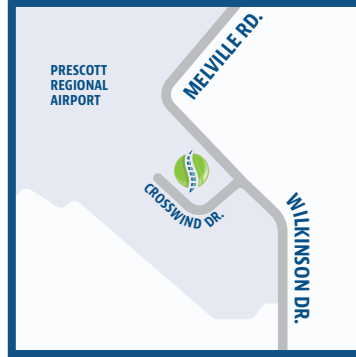 MELVILLE RD.
PRESCOTT
REGIONAL
AIRPORT
CROSSWIND DR.
WILKINSON DR.